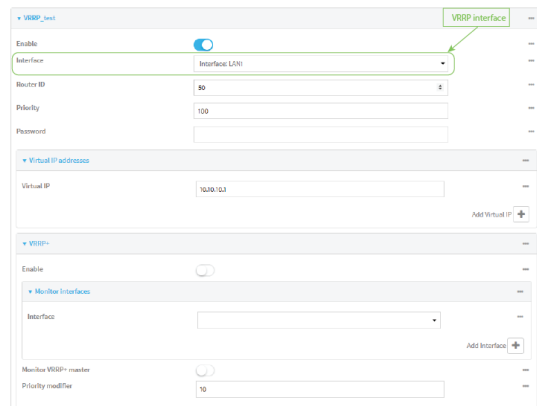 VRRP_test
VRRP interface
Enable
Interface
Interface: LAN1
Router ID
50
Priority
100
Password
Virtual IP addresses
Virtual IP
10.10.10.1
Add Virtual IP
VRRP+
Enable
Monitor Interfaces
Interface
Add Interface
Monitor VRRP+ master
Priority modifier
10